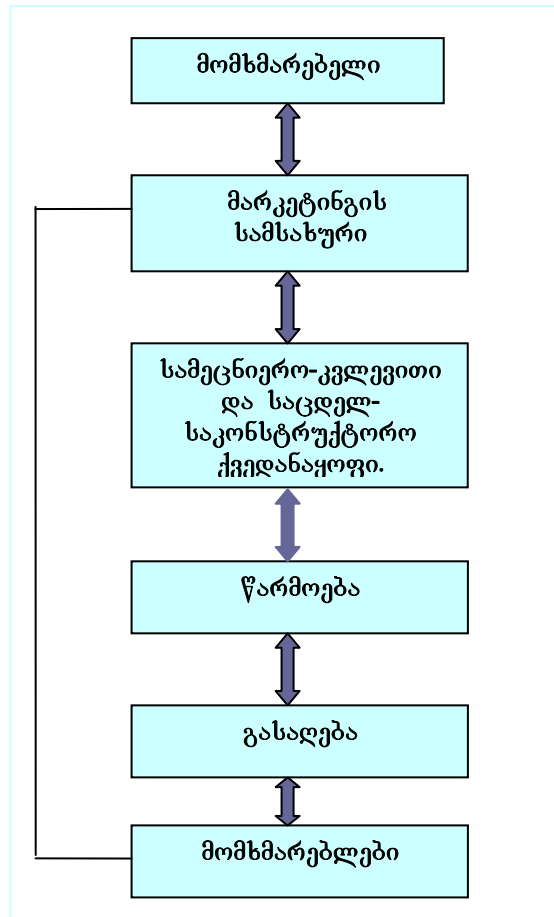 მომხმარებელი
მარკეტინგის
სამსახური
სამეცნიერო-კვლევითი
და საცდელ-
საკონსტრუქტორო
ქვედანაყოფი.
წარმოება
გასაღება
მომხმარებლები